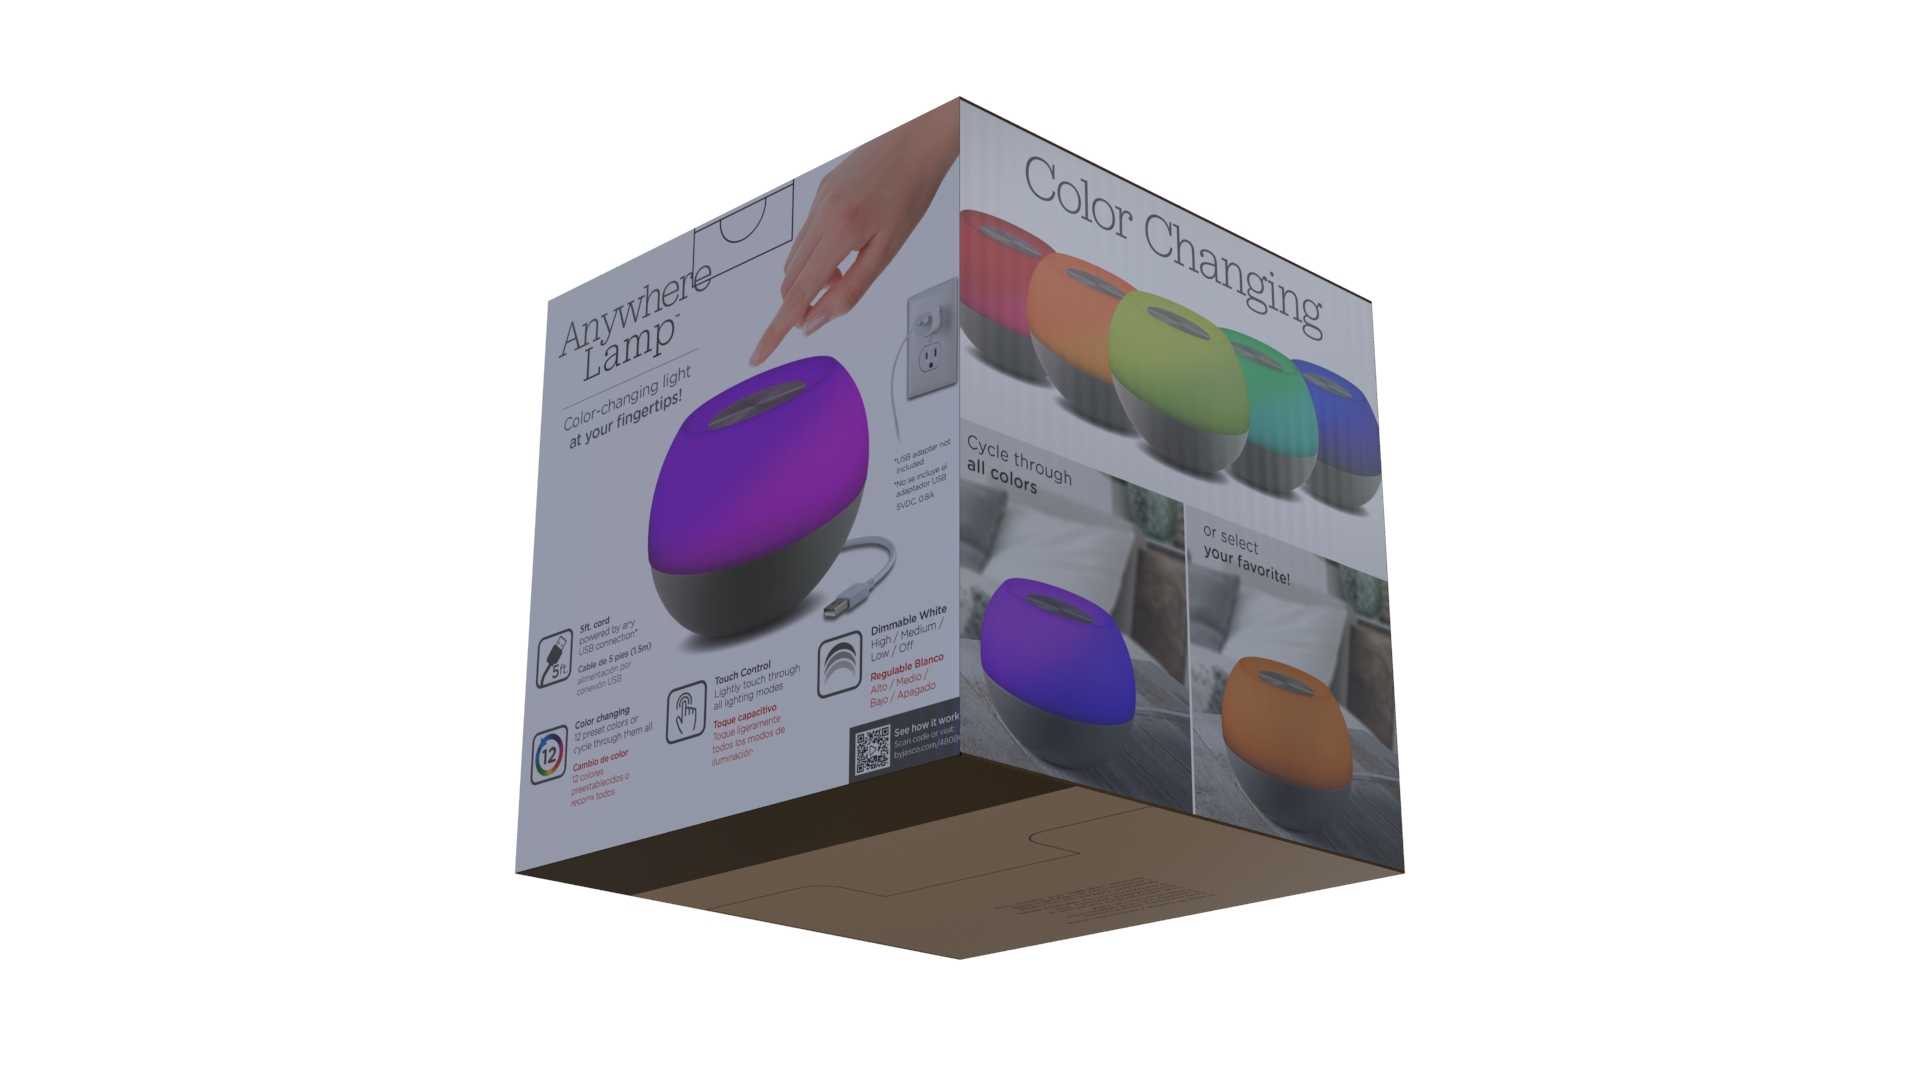 Anywhere
Lamp™
Color-changing light
at your fingertips!
*USB adapter not
included
*No se incluye el
adaptador USB
5VDC, 0.8A
5ft
5ft. cord
powered by any
USB connection*
Cable de 5 pies (1.5m)
alimentación por
conexión USB
12
Color changing
12 preset colors or
cycle through them all
Cambio de color
12 colores
preestablecidos o
todos
Touch Control
Lightly touch through
all lighting modes
Toque capacitivo
Toque ligeramente
todos los modos de
iluminación
Dimmable White
High / Medium /
Low / Off
Regulable Blanco
Alto / Medio /
Bajo / Apagado
See how it work
Scan code or visit:
byjasco.com/4808
Color Changing
Cycle through
all colors
or select
your favorite!